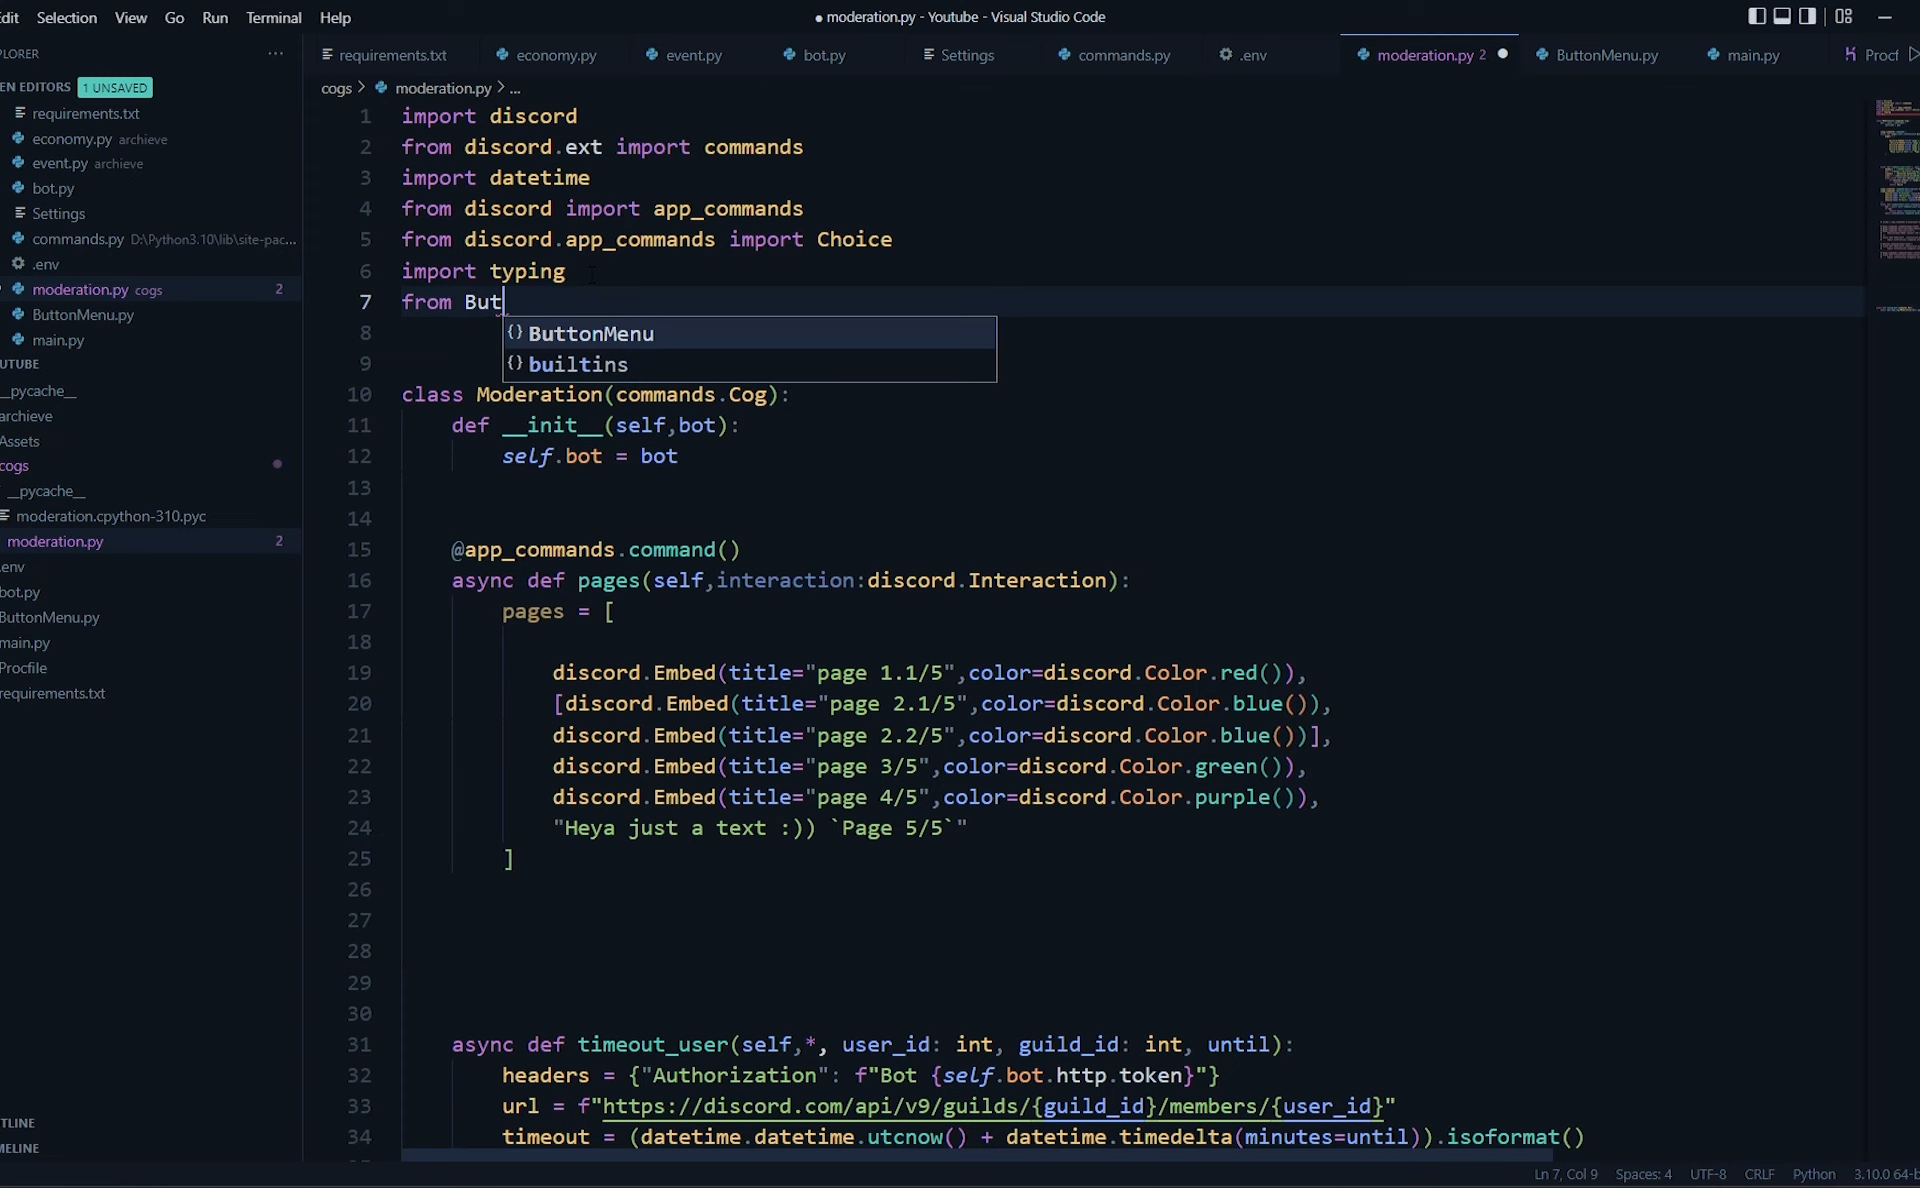 dit Selection View Go Run Terminal Help
● moderation.py - Youtube - Visual Studio Code
PLORER ...
requirements.txt economy.py event.py bot.py Settings commands.py .env moderation.py 2 ● ButtonMenu.py main.py Procf
EN EDITORS 1 UNSAVED
requirements.txt
economy.py archieve
event.py archieve
bot.py
Settings
commands.py D:\Python3.10\lib\site-pac...
.env
moderation.py cogs 2
ButtonMenu.py
main.py
UTUBE
__pycache__
archieve
Assets
cogs
__pycache__
moderation.cpython-310.pyc
moderation.py 2
.env
bot.py
ButtonMenu.py
main.py
Procfile
requirements.txt
TLINE
MELINE
cogs > moderation.py > ...
1 import discord
2 from discord.ext import commands
3 import datetime
4 from discord import app_commands
5 from discord.app_commands import Choice
6 import typing
7 from But
{} ButtonMenu
{} builtins
8
9
10 class Moderation(commands.Cog):
11 def __init__(self,bot):
12 self.bot = bot
13
14
15 @app_commands.command()
16 async def pages(self,interaction:discord.Interaction):
17 pages = [
18
19 discord.Embed(title="page 1.1/5",color=discord.Color.red()),
20 [discord.Embed(title="page 2.1/5",color=discord.Color.blue()),
21 discord.Embed(title="page 2.2/5",color=discord.Color.blue())],
22 discord.Embed(title="page 3/5",color=discord.Color.green()),
23 discord.Embed(title="page 4/5",color=discord.Color.purple()),
24 "Heya just a text :)) `Page 5/5`"
25 ]
26
27
28
29
30
31 async def timeout_user(self,*, user_id: int, guild_id: int, until):
32 headers = {"Authorization": f"Bot {self.bot.http.token}"}
33 url = f"https://discord.com/api/v9/guilds/{guild_id}/members/{user_id}"
34 timeout = (datetime.datetime.utcnow() + datetime.timedelta(minutes=until)).isoformat()
Ln 7, Col 9 Spaces: 4 UTF-8 CRLF Python 3.10.0 64-b